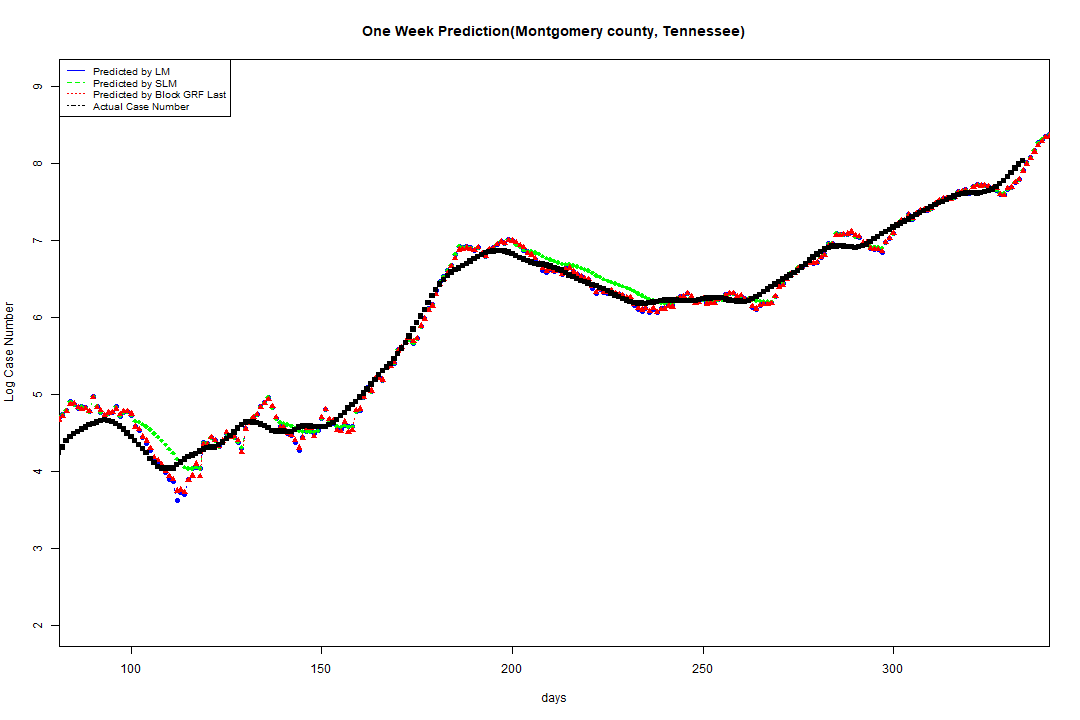 One Week Prediction(Montgomery county, Tennessee)
Predicted by LM
Predicted by SLM
Predicted by Block GRF Last
Actual Case Number
9
8
7
6
5
4
3
2
Log Case Number
100 150 200 250 300
days